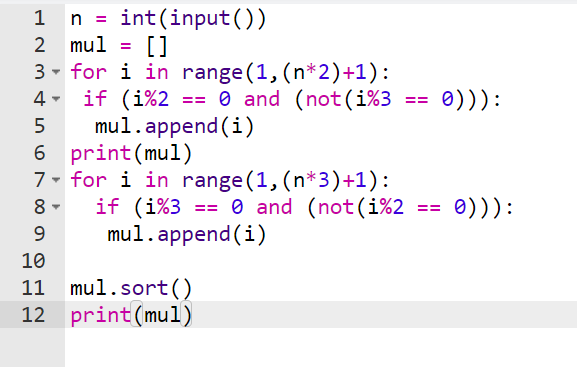 1 n = int(input())
2 mul = []
3 for i in range(1,(n*2)+1):
4  if (i%2 == 0 and (not(i%3 == 0))):
5   mul.append(i)
6 print(mul)
7 for i in range(1,(n*3)+1):
8   if (i%3 == 0 and (not(i%2 == 0))):
9    mul.append(i)
10
11 mul.sort()
12 print(mul)